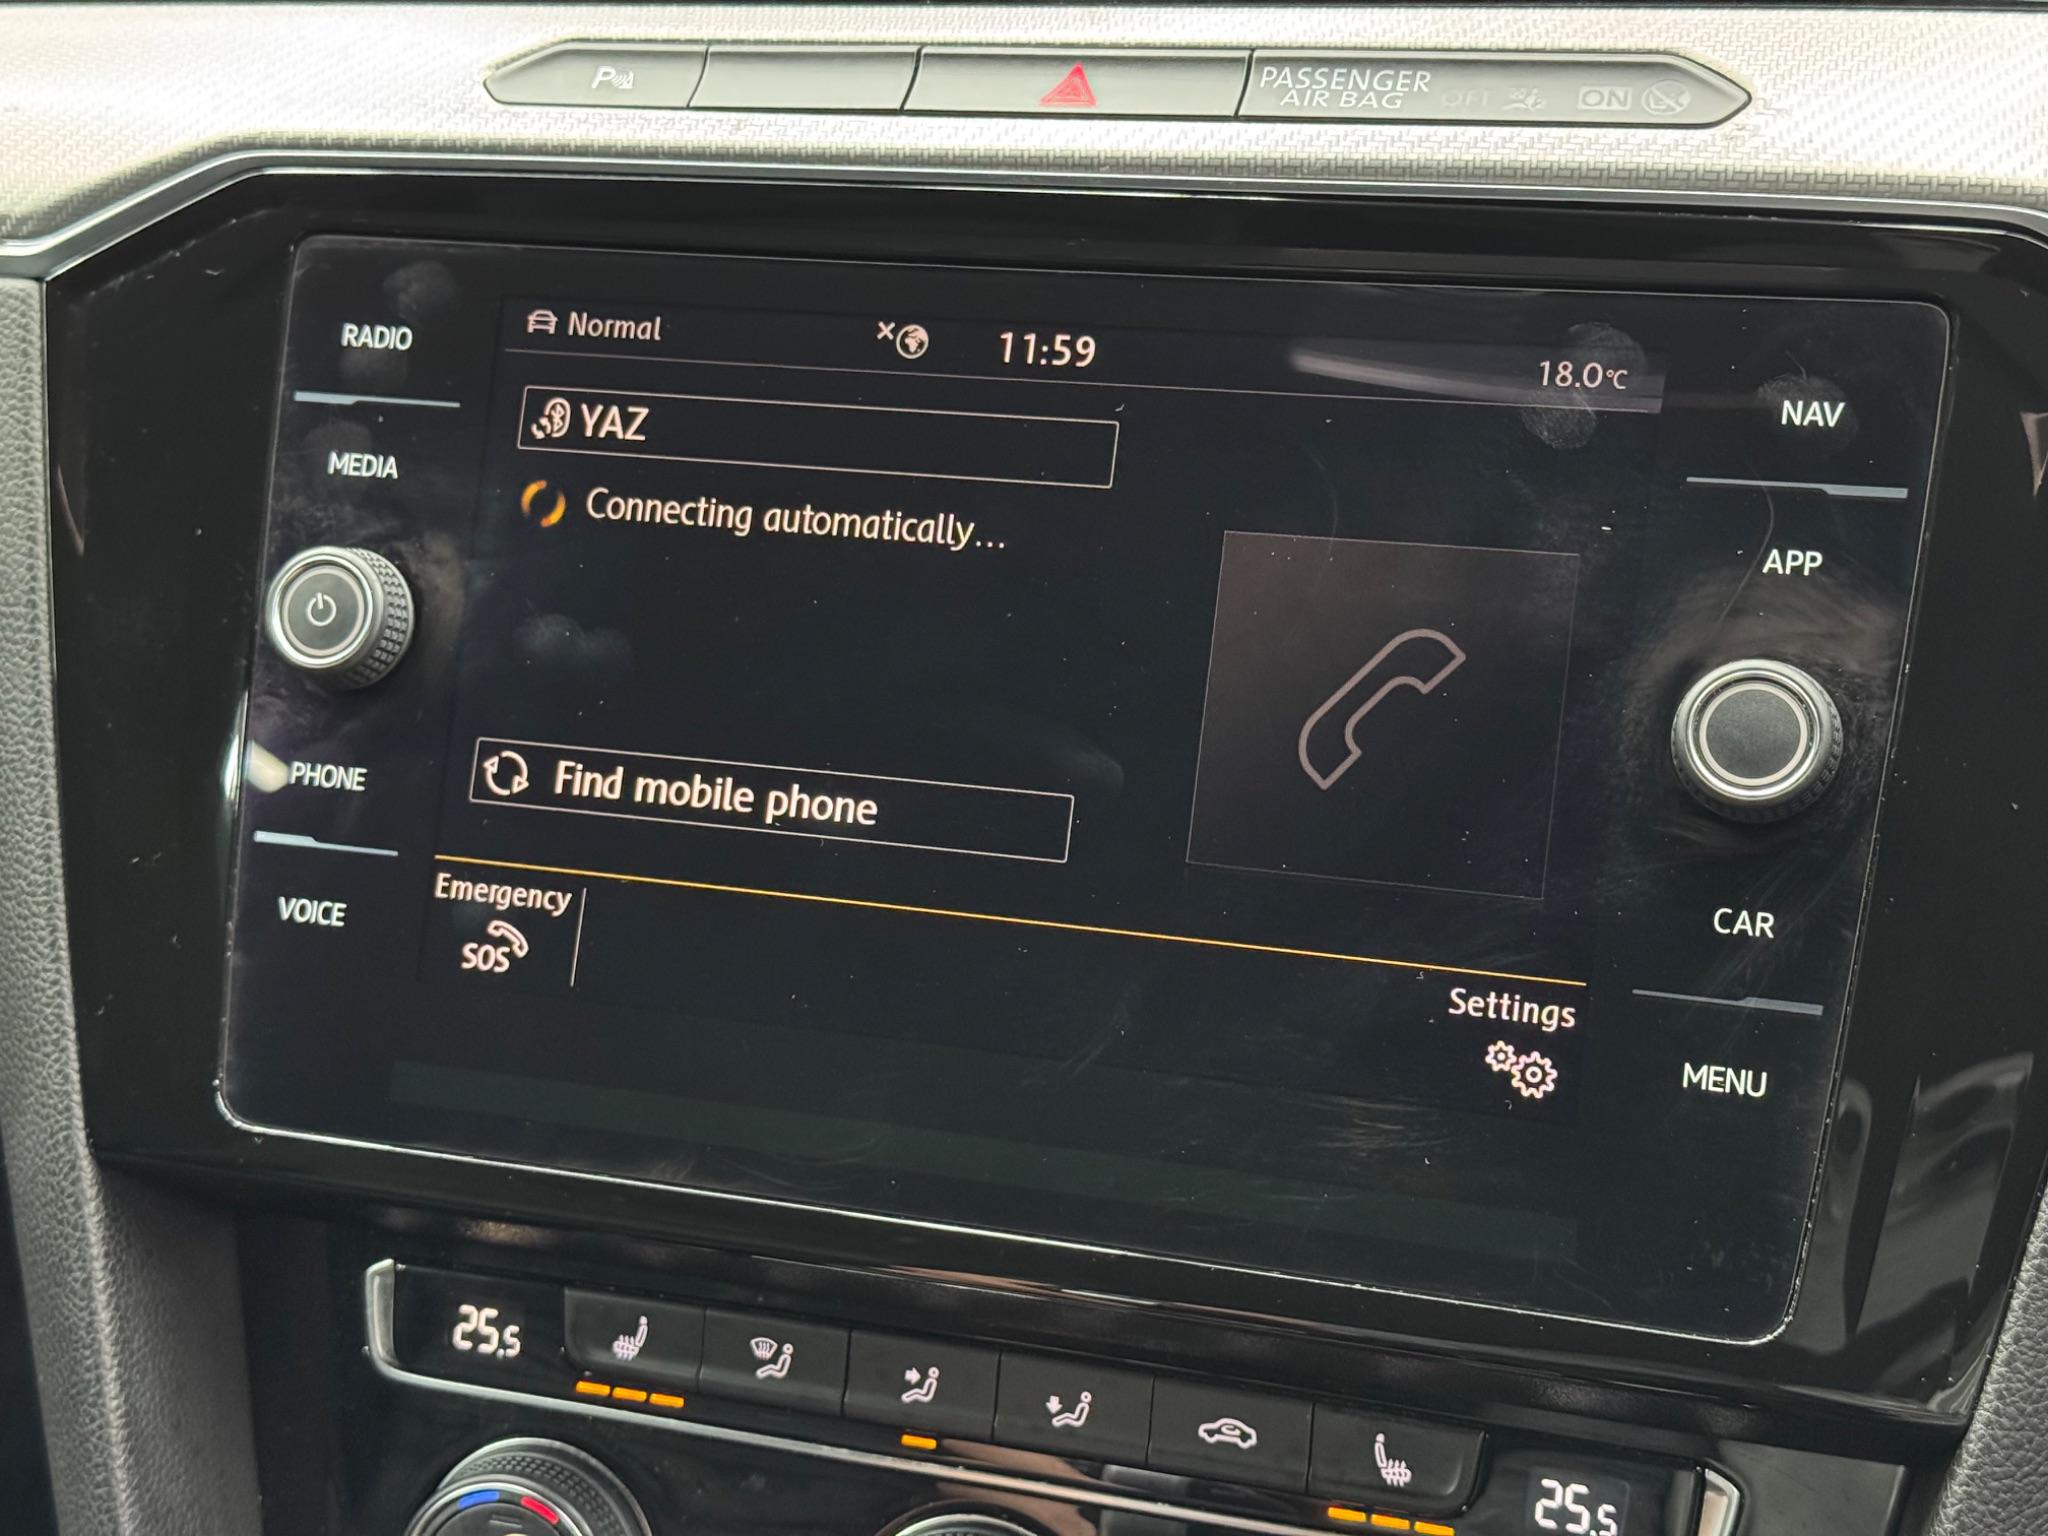 P
PASSENGER
AIR BAG OFF ON
RADIO
MEDIA
PHONE
VOICE
Normal
11:59
18.0°C
YAZ
Connecting automatically...
Find mobile phone
Emergency
SOS
Settings
NAV
APP
CAR
MENU
25.5
25.5